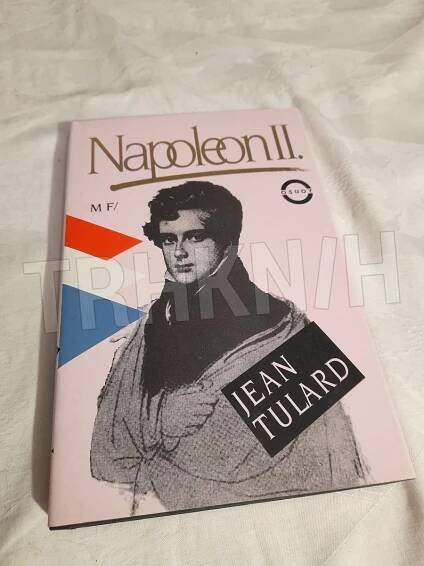 Napoleon II.
OSUDY
M F/
TRHKNIH
JEAN
TULARD